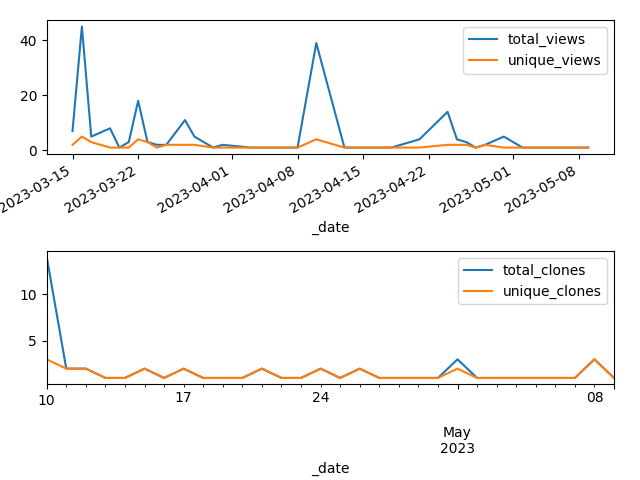 40
20
0
total_views
unique_views
2023-03-15
2023-03-22
2023-04-01
2023-04-08
2023-04-15
2023-04-22
2023-05-01
2023-05-08
_date
10
5
total_clones
unique_clones
10
17
24
May
2023
08
_date